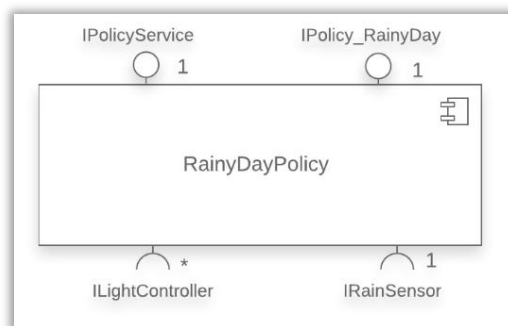 IPolicyService
IPolicy_RainyDay
1
1
RainyDayPolicy
*
1
ILightController
IRainSensor